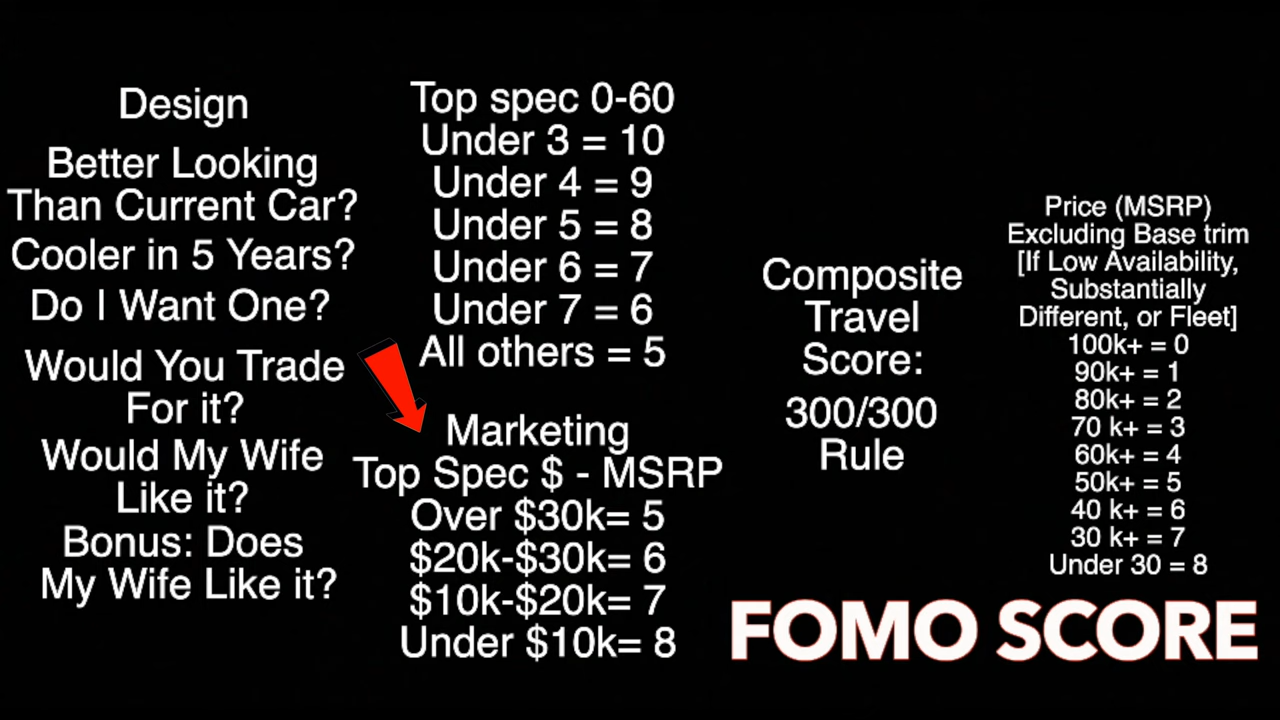 Design
Better Looking
Than Current Car?
Cooler in 5 Years?
Do I Want One?
Would You Trade
For it?
Would My Wife
Like it?
Bonus: Does
My Wife Like it?
Top spec 0-60
Under 3 = 10
Under 4 = 9
Under 5 = 8
Under 6 = 7
Under 7 = 6
All others = 5
Marketing
Top Spec $ - MSRP
Over $30k= 5
$20k-$30k= 6
$10k-$20k= 7
Under $10k= 8
Composite
Travel
Score:
300/300
Rule
Price (MSRP)
Excluding Base trim
[If Low Availability,
Substantially
Different, or Fleet]
100k+ = 0
90k+ = 1
80k+ = 2
70 k+ = 3
60k+ = 4
50k+ = 5
40 k+ = 6
30 k+ = 7
Under 30 = 8
FOMO SCORE